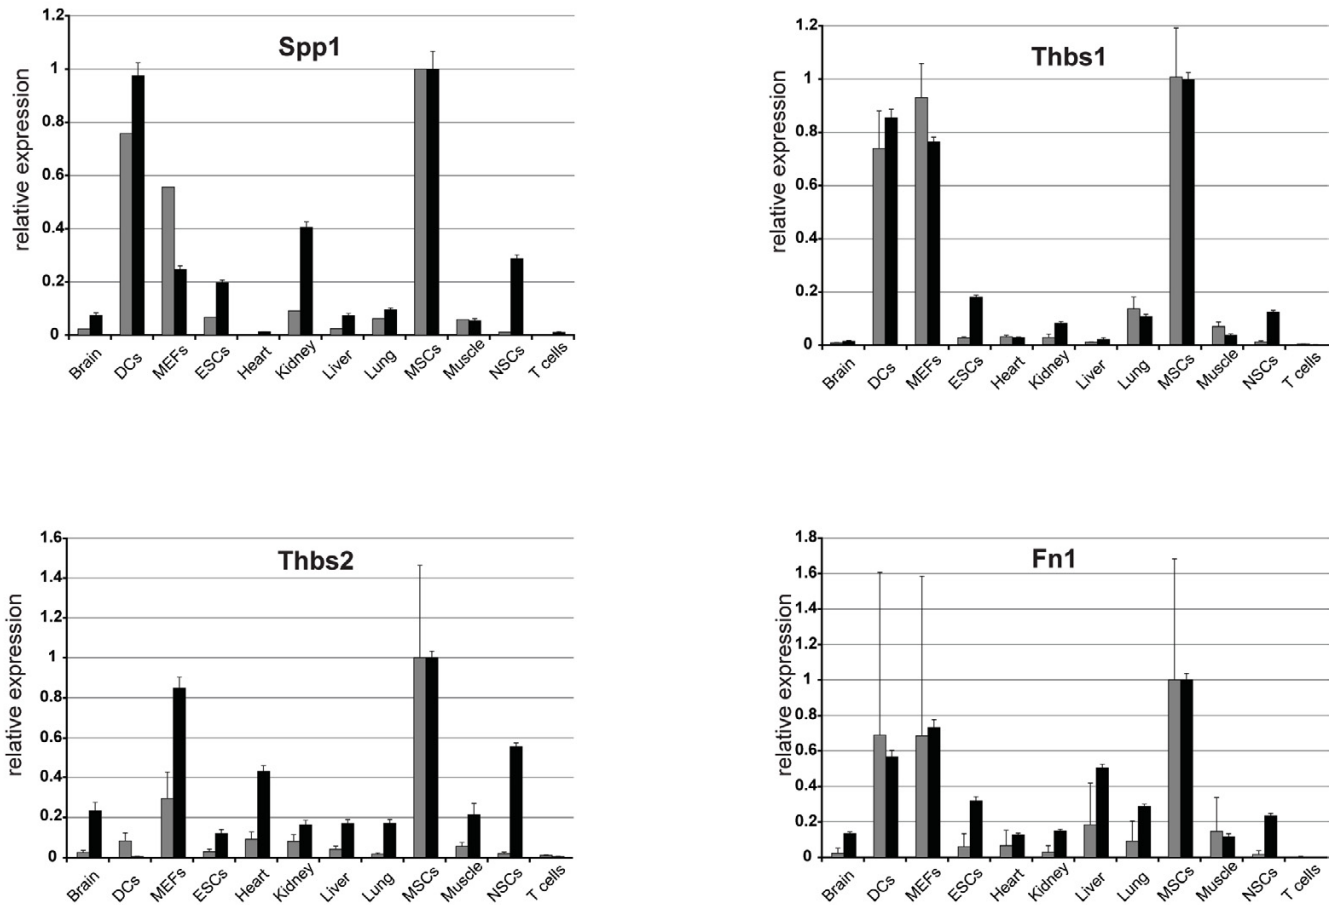 Spp1
relative expression
1.2
1
0.8
0.6
0.4
0.2
0
Brain DCs MEFs ESCs Heart Kidney Liver Lung MSCs Muscle NSCs T cells
Thbs1
relative expression
1.2
1
0.8
0.6
0.4
0.2
0
Brain DCs MEFs ESCs Heart Kidney Liver Lung MSCs Muscle NSCs T cells
Thbs2
relative expression
1.6
1.4
1.2
1
0.8
0.6
0.4
0.2
0
Brain DCs MEFs ESCs Heart Kidney Liver Lung MSCs Muscle NSCs T cells
Fn1
relative expression
1.8
1.6
1.4
1.2
1
0.8
0.6
0.4
0.2
0
Brain DCs MEFs ESCs Heart Kidney Liver Lung MSCs Muscle NSCs T cells